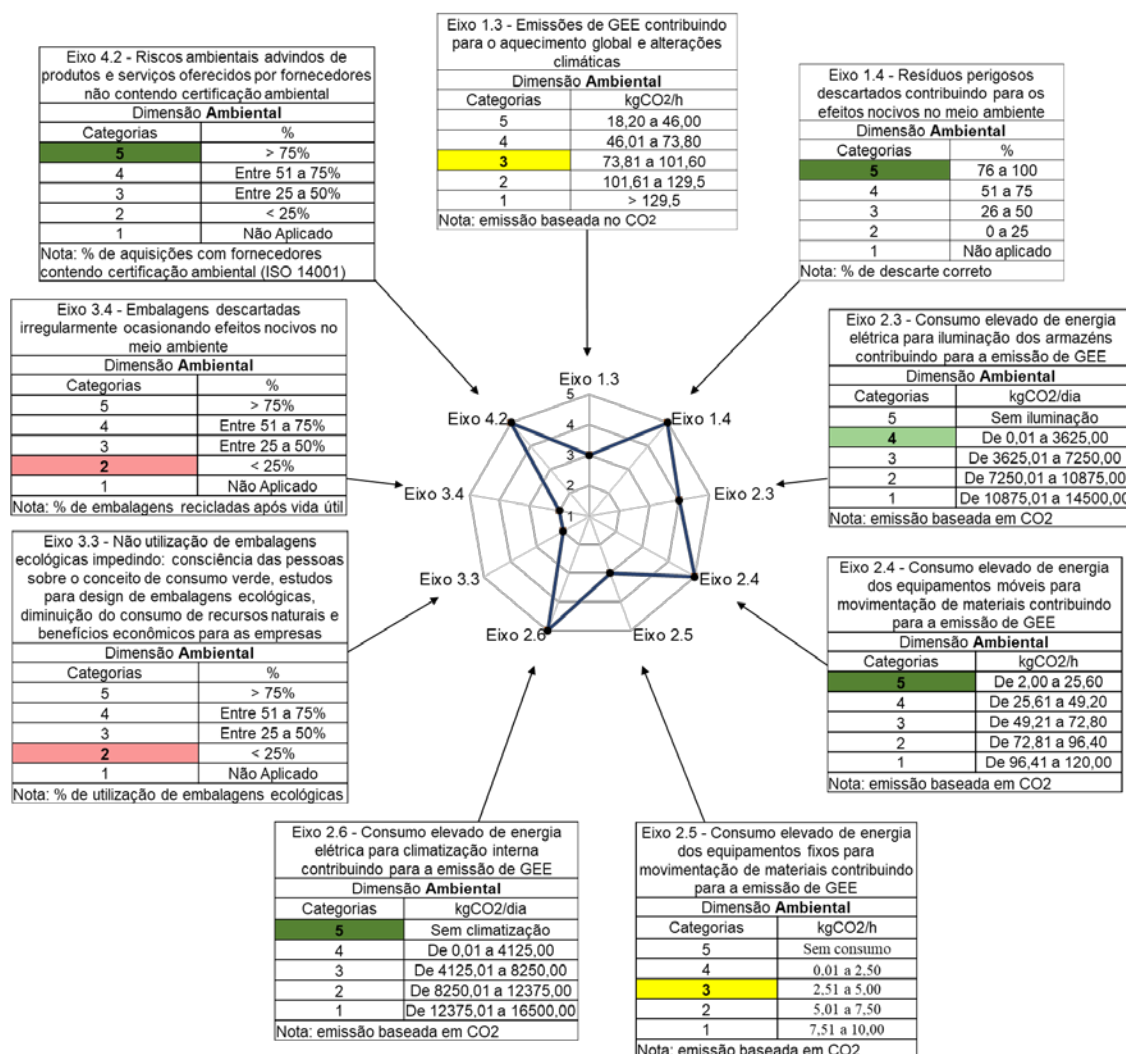 Eixo 4.2 - Riscos ambientais advindos de
produtos e serviços oferecidos por fornecedores
não contendo certificação ambiental
Dimensão Ambiental
Categorias %
5 > 75%
4 Entre 51 a 75%
3 Entre 25 a 50%
2 < 25%
1 Não Aplicado
Nota: % de aquisições com fornecedores
contendo certificação ambiental (ISO 14001)
Eixo 1.3 - Emissões de GEE contribuindo
para o aquecimento global e alterações
climáticas
Dimensão Ambiental
Categorias kgCO2/h
5 18,20 a 46,00
4 46,01 a 73,80
3 73,81 a 101,60
2 101,61 a 129,5
1 > 129,5
Nota: emissão baseada no CO2
Eixo 1.4 - Resíduos perigosos
descartados contribuindo para os
efeitos nocivos no meio ambiente
Dimensão Ambiental
Categorias %
5 76 a 100
4 51 a 75
3 26 a 50
2 0 a 25
1 Não aplicado
Nota: % de descarte correto
Eixo 3.4 - Embalagens descartadas
irregularmente ocasionando efeitos nocivos no
meio ambiente
Dimensão Ambiental
Categorias %
5 > 75%
4 Entre 51 a 75%
3 Entre 25 a 50%
2 < 25%
1 Não Aplicado
Nota: % de embalagens recicladas após vida útil
Eixo 1.3
Eixo 1.4
Eixo 2.3
Eixo 2.4
Eixo 2.5
Eixo 2.6
Eixo 3.3
Eixo 3.4
Eixo 4.2
5
4
3
2
1
Eixo 2.3 - Consumo elevado de energia
elétrica para iluminação dos armazéns
contribuindo para a emissão de GEE
Dimensão Ambiental
Categorias kgCO2/dia
5 Sem iluminação
4 De 0,01 a 3625,00
3 De 3625,01 a 7250,00
2 De 7250,01 a 10875,00
1 De 10875,01 a 14500,00
Nota: emissão baseada em CO2
Eixo 3.3 - Não utilização de embalagens
ecológicas impedindo: consciência das pessoas
sobre o conceito de consumo verde, estudos
para design de embalagens ecológicas,
diminuição do consumo de recursos naturais e
benefícios econômicos para as empresas
Dimensão Ambiental
Categorias %
5 > 75%
4 Entre 51 a 75%
3 Entre 25 a 50%
2 < 25%
1 Não Aplicado
Nota: % de utilização de embalagens ecológicas
Eixo 2.4 - Consumo elevado de energia
dos equipamentos móveis para
movimentação de materiais contribuindo
para a emissão de GEE
Dimensão Ambiental
Categorias kgCO2/h
5 De 2,00 a 25,60
4 De 25,61 a 49,20
3 De 49,21 a 72,80
2 De 72,81 a 96,40
1 De 96,41 a 120,00
Nota: emissão baseada em CO2
Eixo 2.6 - Consumo elevado de energia
elétrica para climatização interna
contribuindo para a emissão de GEE
Dimensão Ambiental
Categorias kgCO2/dia
5 Sem climatização
4 De 0,01 a 4125,00
3 De 4125,01 a 8250,00
2 De 8250,01 a 12375,00
1 De 12375,01 a 16500,00
Nota: emissão baseada em CO2
Eixo 2.5 - Consumo elevado de energia
dos equipamentos fixos para
movimentação de materiais contribuindo
para a emissão de GEE
Dimensão Ambiental
Categorias kgCO2/h
5 Sem consumo
4 0,01 a 2,50
3 2,51 a 5,00
2 5,01 a 7,50
1 7,51 a 10,00
Nota: emissão baseada em CO2